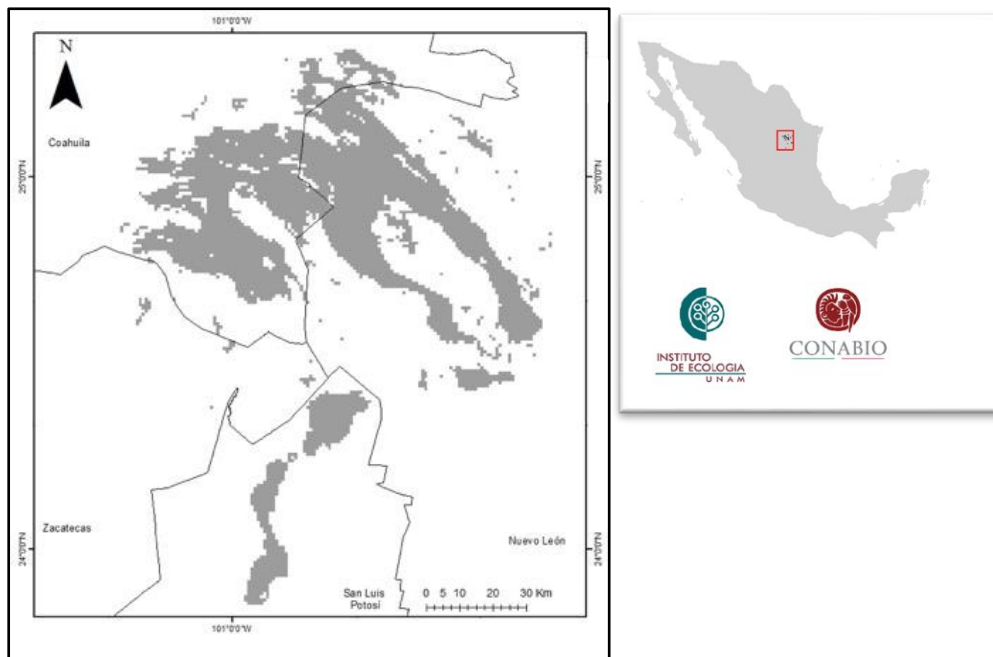 101°0'0"W
N
Coahuila
25°0'0"N
25°0'0"N
24°0'0"N
24°0'0"N
Zacatecas
Nuevo León
San Luis
Potosí
0 5 10 20 30 Km
101°0'0"W
INSTITUTO
DE ECOLOGIA
UNAM
CONABIO